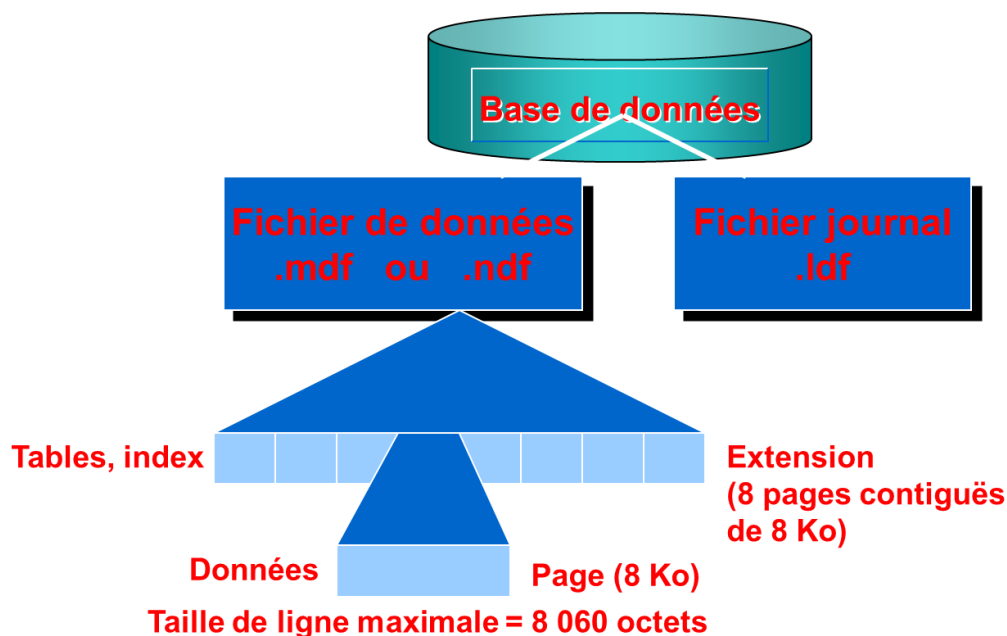 Base de données
Fichier de données
.mdf ou .ndf
Fichier journal
.ldf
Tables, index
Extension
(8 pages contiguës
de 8 Ko)
Données
Page (8 Ko)
Taille de ligne maximale = 8 060 octets